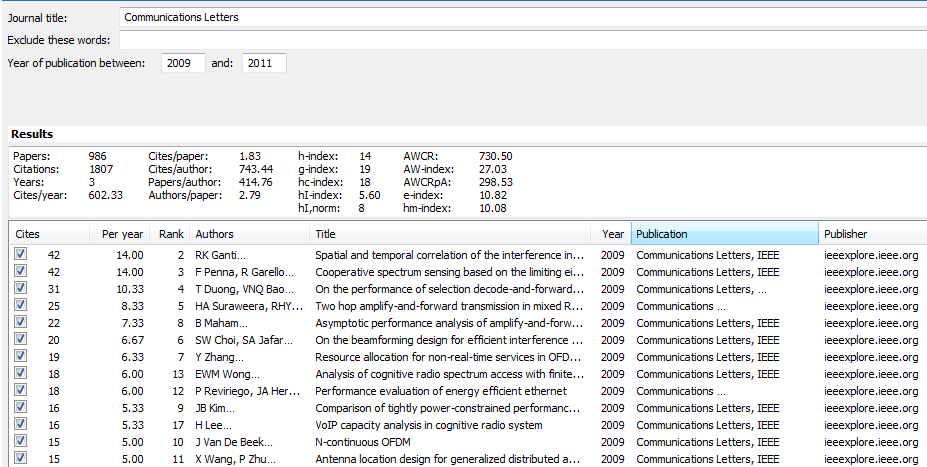 Journal title: Communications Letters
Exclude these words:
Year of publication between: 2009 and: 2011
Results
Papers: 986 Cites/paper: 1.83 h-index: 14 AWCR: 730.50
Citations: 1807 Cites/author: 743.44 g-index: 19 AW-index: 27.03
Years: 3 Papers/author: 414.76 hc-index: 18 AWCRpA: 298.53
Cites/year: 602.33 Authors/paper: 2.79 hI-index: 5.60 e-index: 10.82
hI,norm: 8 hm-index: 10.08
Cites Per year Rank Authors Title Year Publication Publisher
42 14.00 2 RK Ganti... Spatial and temporal correlation of the interference in... 2009 Communications Letters, IEEE ieeexplore.ieee.org
42 14.00 3 F Penna, R Garello... Cooperative spectrum sensing based on the limiting ei... 2009 Communications Letters, IEEE ieeexplore.ieee.org
31 10.33 4 T Duong, VNQ Bao... On the performance of selection decode-and-forward... 2009 Communications Letters, ... ieeexplore.ieee.org
25 8.33 5 HA Suraweera, RHY... Two hop amplify-and-forward transmission in mixed R... 2009 Communications ... ieeexplore.ieee.org
22 7.33 8 B Maham... Asymptotic performance analysis of amplify-and-forw... 2009 Communications Letters, IEEE ieeexplore.ieee.org
20 6.67 6 SW Choi, SA Jafar... On the beamforming design for efficient interference ... 2009 Communications Letters, IEEE ieeexplore.ieee.org
19 6.33 7 Y Zhang... Resource allocation for non-real-time services in OFD... 2009 Communications Letters, IEEE ieeexplore.ieee.org
18 6.00 13 EWM Wong... Analysis of cognitive radio spectrum access with finite... 2009 Communications Letters, IEEE ieeexplore.ieee.org
18 6.00 12 P Reviriego, JA Her... Performance evaluation of energy efficient ethernet 2009 Communications ... ieeexplore.ieee.org
16 5.33 9 JB Kim... Comparison of tightly power-constrained performanc... 2009 Communications Letters, IEEE ieeexplore.ieee.org
16 5.33 17 H Lee... VoIP capacity analysis in cognitive radio system 2009 Communications Letters, IEEE ieeexplore.ieee.org
15 5.00 10 J Van De Beek... N-continuous OFDM 2009 Communications Letters, IEEE ieeexplore.ieee.org
15 5.00 11 X Wang, P Zhu... Antenna location design for generalized distributed a... 2009 Communications Letters, IEEE ieeexplore.ieee.org